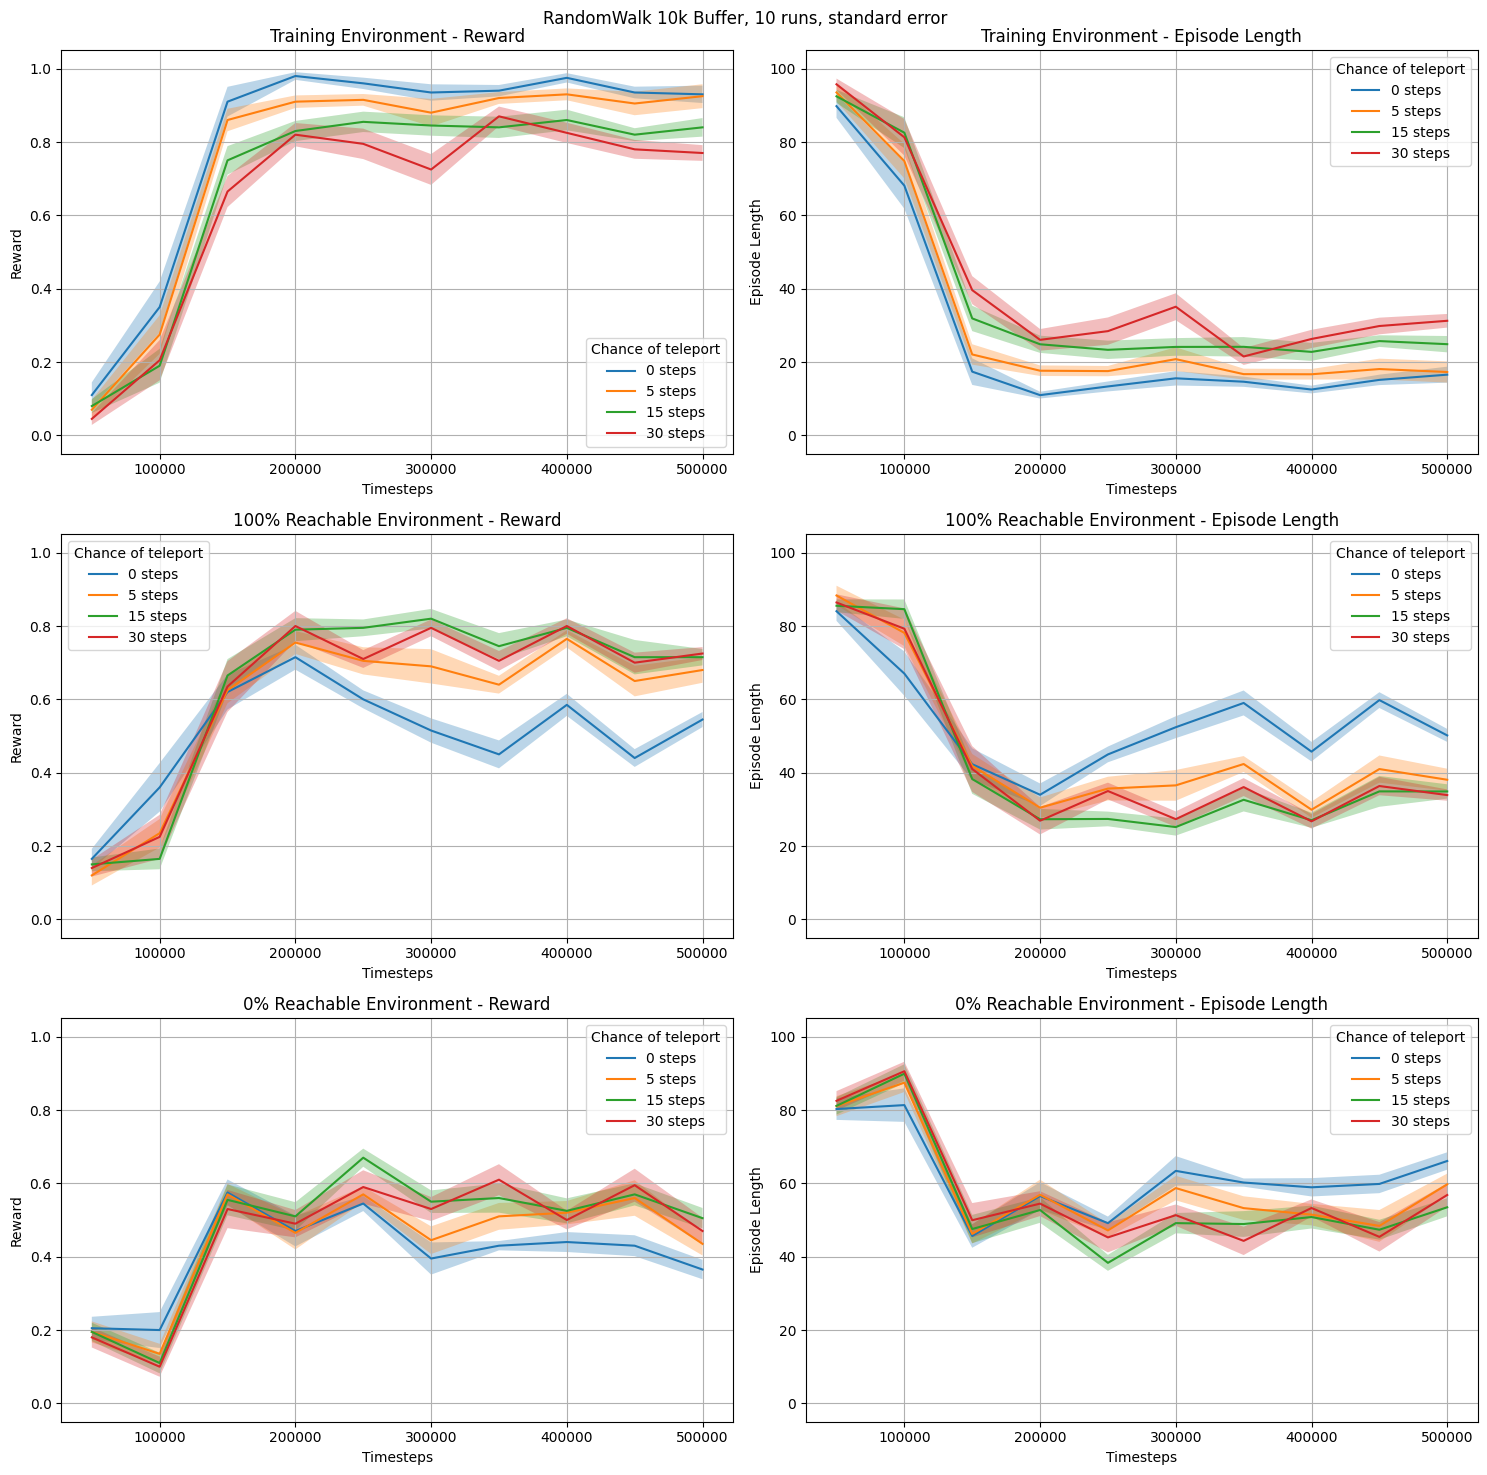 RandomWalk 10k Buffer, 10 runs, standard error
Training Environment - Reward
1.0
0.8
0.6
0.4
0.2
0.0
Reward
100000 200000 300000 400000 500000
Timesteps
Chance of teleport
0 steps
5 steps
15 steps
30 steps
Training Environment - Episode Length
100
80
60
40
20
0
Episode Length
100000 200000 300000 400000 500000
Timesteps
Chance of teleport
0 steps
5 steps
15 steps
30 steps
100% Reachable Environment - Reward
1.0
0.8
0.6
0.4
0.2
0.0
Reward
100000 200000 300000 400000 500000
Timesteps
Chance of teleport
0 steps
5 steps
15 steps
30 steps
100% Reachable Environment - Episode Length
100
80
60
40
20
0
Episode Length
100000 200000 300000 400000 500000
Timesteps
Chance of teleport
0 steps
5 steps
15 steps
30 steps
0% Reachable Environment - Reward
1.0
0.8
0.6
0.4
0.2
0.0
Reward
100000 200000 300000 400000 500000
Timesteps
Chance of teleport
0 steps
5 steps
15 steps
30 steps
0% Reachable Environment - Episode Length
100
80
60
40
20
0
Episode Length
100000 200000 300000 400000 500000
Timesteps
Chance of teleport
0 steps
5 steps
15 steps
30 steps